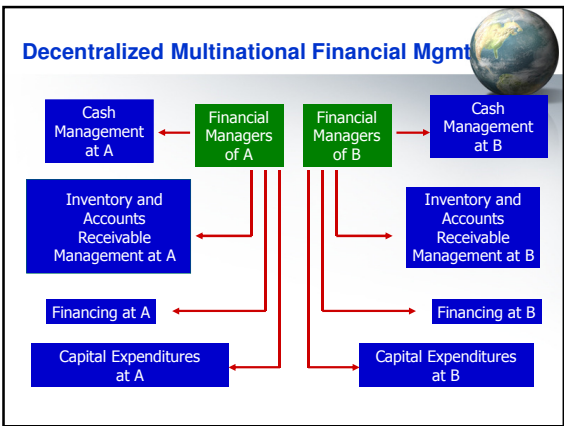 Decentralized Multinational Financial Mgmt
Cash
Management
at A
Financial
Managers
of A
Financial
Managers
of B
Cash
Management
at B
Inventory and
Accounts
Receivable
Management at A
Inventory and
Accounts
Receivable
Management at B
Financing at A
Financing at B
Capital Expenditures
at A
Capital Expenditures
at B